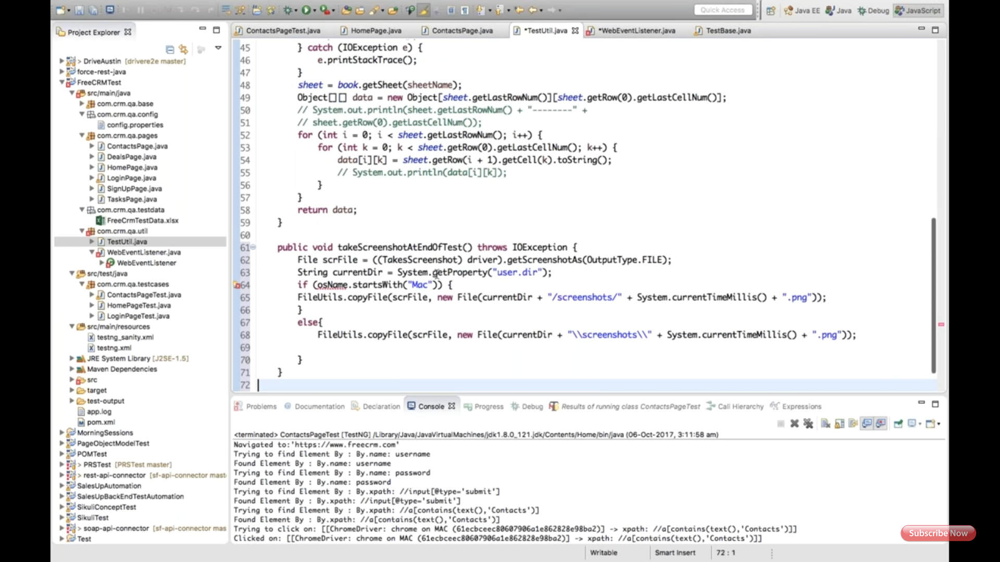 Quick Access
Java EE
Java
Debug
JavaScript
Project Explorer
DriveAustin [drivere2e master]
force-rest-java
FreeCRMTest
src/main/java
com.crm.qa.base
com.crm.qa.config
config.properties
com.crm.qa.pages
ContactsPage.java
DealsPage.java
HomePage.java
LoginPage.java
SignUpPage.java
TasksPage.java
com.crm.qa.testdata
FreeCrmTestData.xlsx
com.crm.qa.util
TestUtil.java
WebEventListener.java
WebEventListener
src/test/java
com.crm.qa.testcases
ContactsPageTest.java
HomePageTest.java
LoginPageTest.java
src/main/resources
testng_sanity.xml
testng.xml
JRE System Library [J2SE-1.5]
Maven Dependencies
src
target
test-output
app.log
pom.xml
MorningSessions
PageObjectModelTest
POMTest
> PRSTest [PRSTest master]
> rest-api-connector [sf-api-connector mast
SalesUpAutomation
SalesUpBackEndTestAutomation
SikuliConceptTest
SikuliTest
> soap-api-connector [sf-api-connector mas
Test
ContactsPageTest.java
HomePage.java
ContactsPage.java
*TestUtil.java
*WebEventListener.java
TestBase.java
45 } catch (IOException e) {
46 e.printStackTrace();
47 }
48 sheet = book.getSheet(sheetName);
49 Object[][] data = new Object[sheet.getLastRowNum()][sheet.getRow(0).getLastCellNum()];
50 // System.out.println(sheet.getLastRowNum() + "--------" +
51 // sheet.getRow(0).getLastCellNum());
52 for (int i = 0; i < sheet.getLastRowNum(); i++) {
53 for (int k = 0; k < sheet.getRow(0).getLastCellNum(); k++) {
54 data[i][k] = sheet.getRow(i + 1).getCell(k).toString();
55 // System.out.println(data[i][k]);
56 }
57 }
58 return data;
59 }
60
61 public void takeScreenshotAtEndOfTest() throws IOException {
62 File scrFile = ((TakesScreenshot) driver).getScreenshotAs(OutputType.FILE);
63 String currentDir = System.getProperty("user.dir");
64 if (osName.startsWith("Mac")) {
65 FileUtils.copyFile(scrFile, new File(currentDir + "/screenshots/" + System.currentTimeMillis() + ".png"));
66 }
67 else{
68 FileUtils.copyFile(scrFile, new File(currentDir + "\\screenshots\\" + System.currentTimeMillis() + ".png"));
69
70 }
71 }
72
Problems
Documentation
Declaration
Console
Progress
Debug
Results of running class ContactsPageTest
Call Hierarchy
Expressions
<terminated> ContactsPageTest [TestNG] /Library/Java/JavaVirtualMachines/jdk1.8.0_121.jdk/Contents/Home/bin/java (06-Oct-2017, 3:11:58 am)
Navigated to:'https://www.freecrm.com'
Trying to find Element By : By.name: username
Found Element By : By.name: username
Trying to find Element By : By.name: password
Found Element By : By.name: password
Trying to find Element By : By.xpath: //input[@type='submit']
Found Element By : By.xpath: //input[@type='submit']
Trying to find Element By : By.xpath: //a[contains(text(),'Contacts')]
Found Element By : By.xpath: //a[contains(text(),'Contacts')]
Trying to click on: [[ChromeDriver: chrome on MAC (61ecbceec80607906a1e862828e98ba2)] -> xpath: //a[contains(text(),'Contacts')]]
Clicked on: [[ChromeDriver: chrome on MAC (61ecbceec80607906a1e862828e98ba2)] -> xpath: //a[contains(text(),'Contacts')]]
Subscribe Now
Writable
Smart Insert
72 : 1